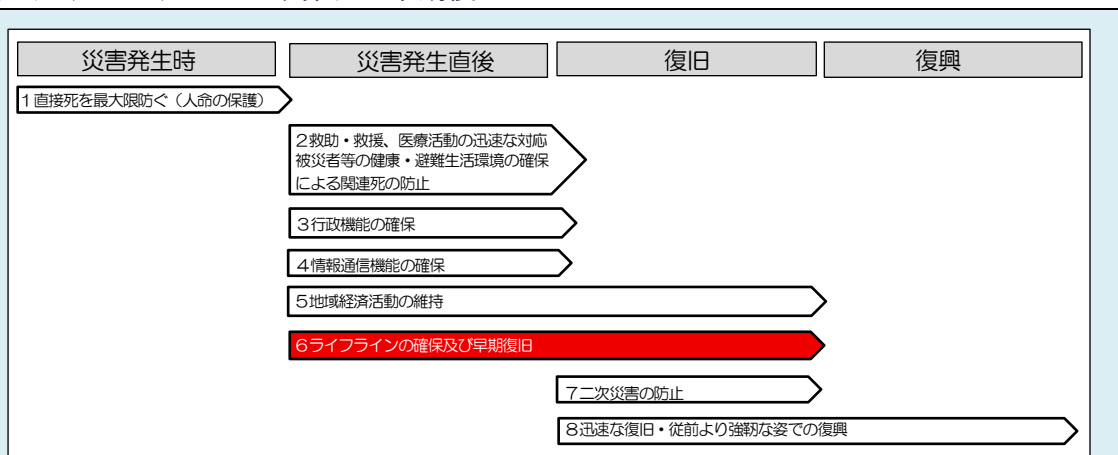 災害発生時
災害発生直後
復旧
復興
1直接死を最大限防ぐ（人命の保護）
2救助・救援、医療活動の迅速な対応
被災者等の健康・避難生活環境の確保
による関連死の防止
3行政機能の確保
4情報通信機能の確保
5地域経済活動の維持
6ライフラインの確保及び早期復旧
7二次災害の防止
8迅速な復旧・従前より強靭な姿での復興